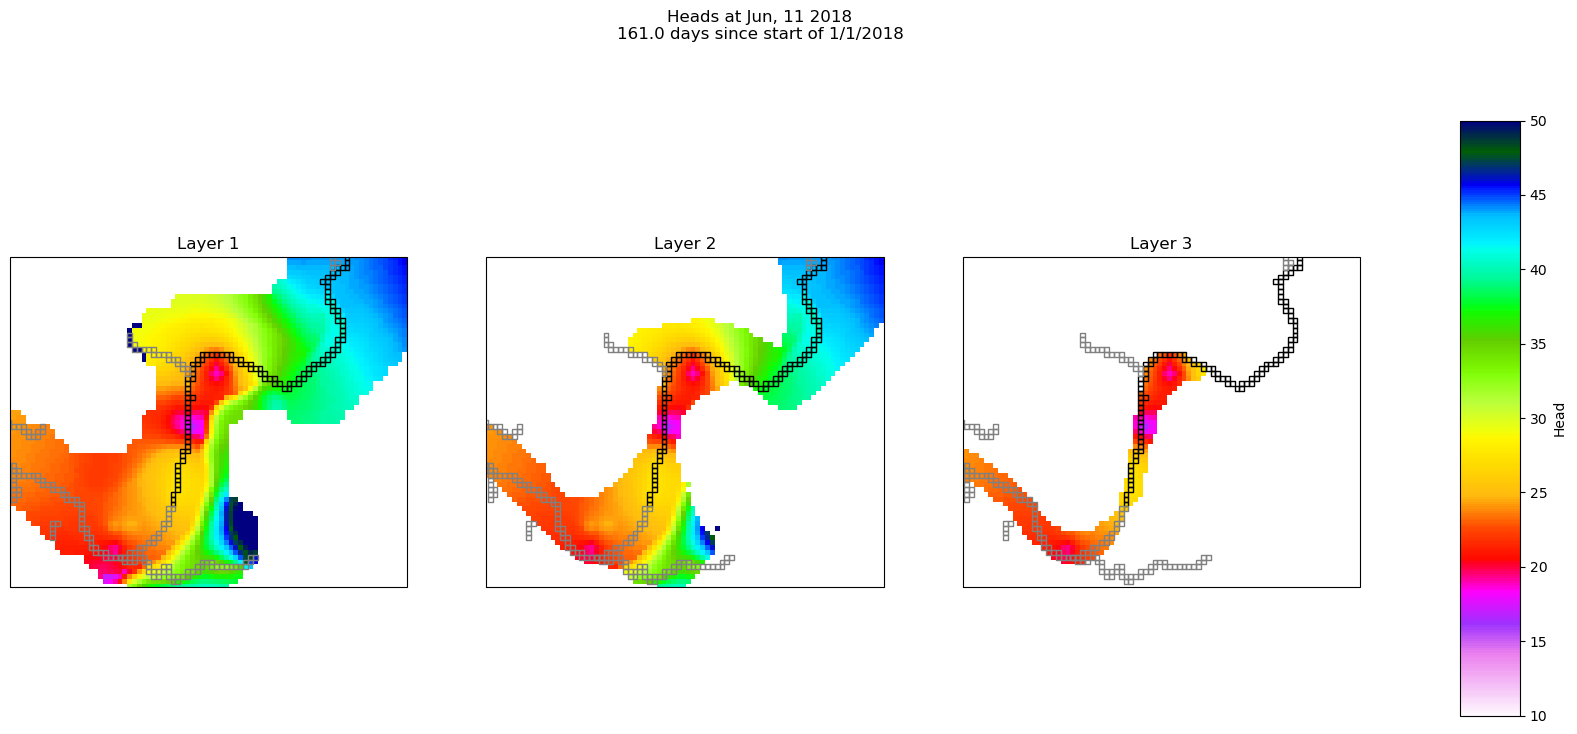 Heads at Jun, 11 2018
161.0 days since start of 1/1/2018
Layer 1
Layer 2
Layer 3
50
45
40
35
30
25
20
15
10
Head